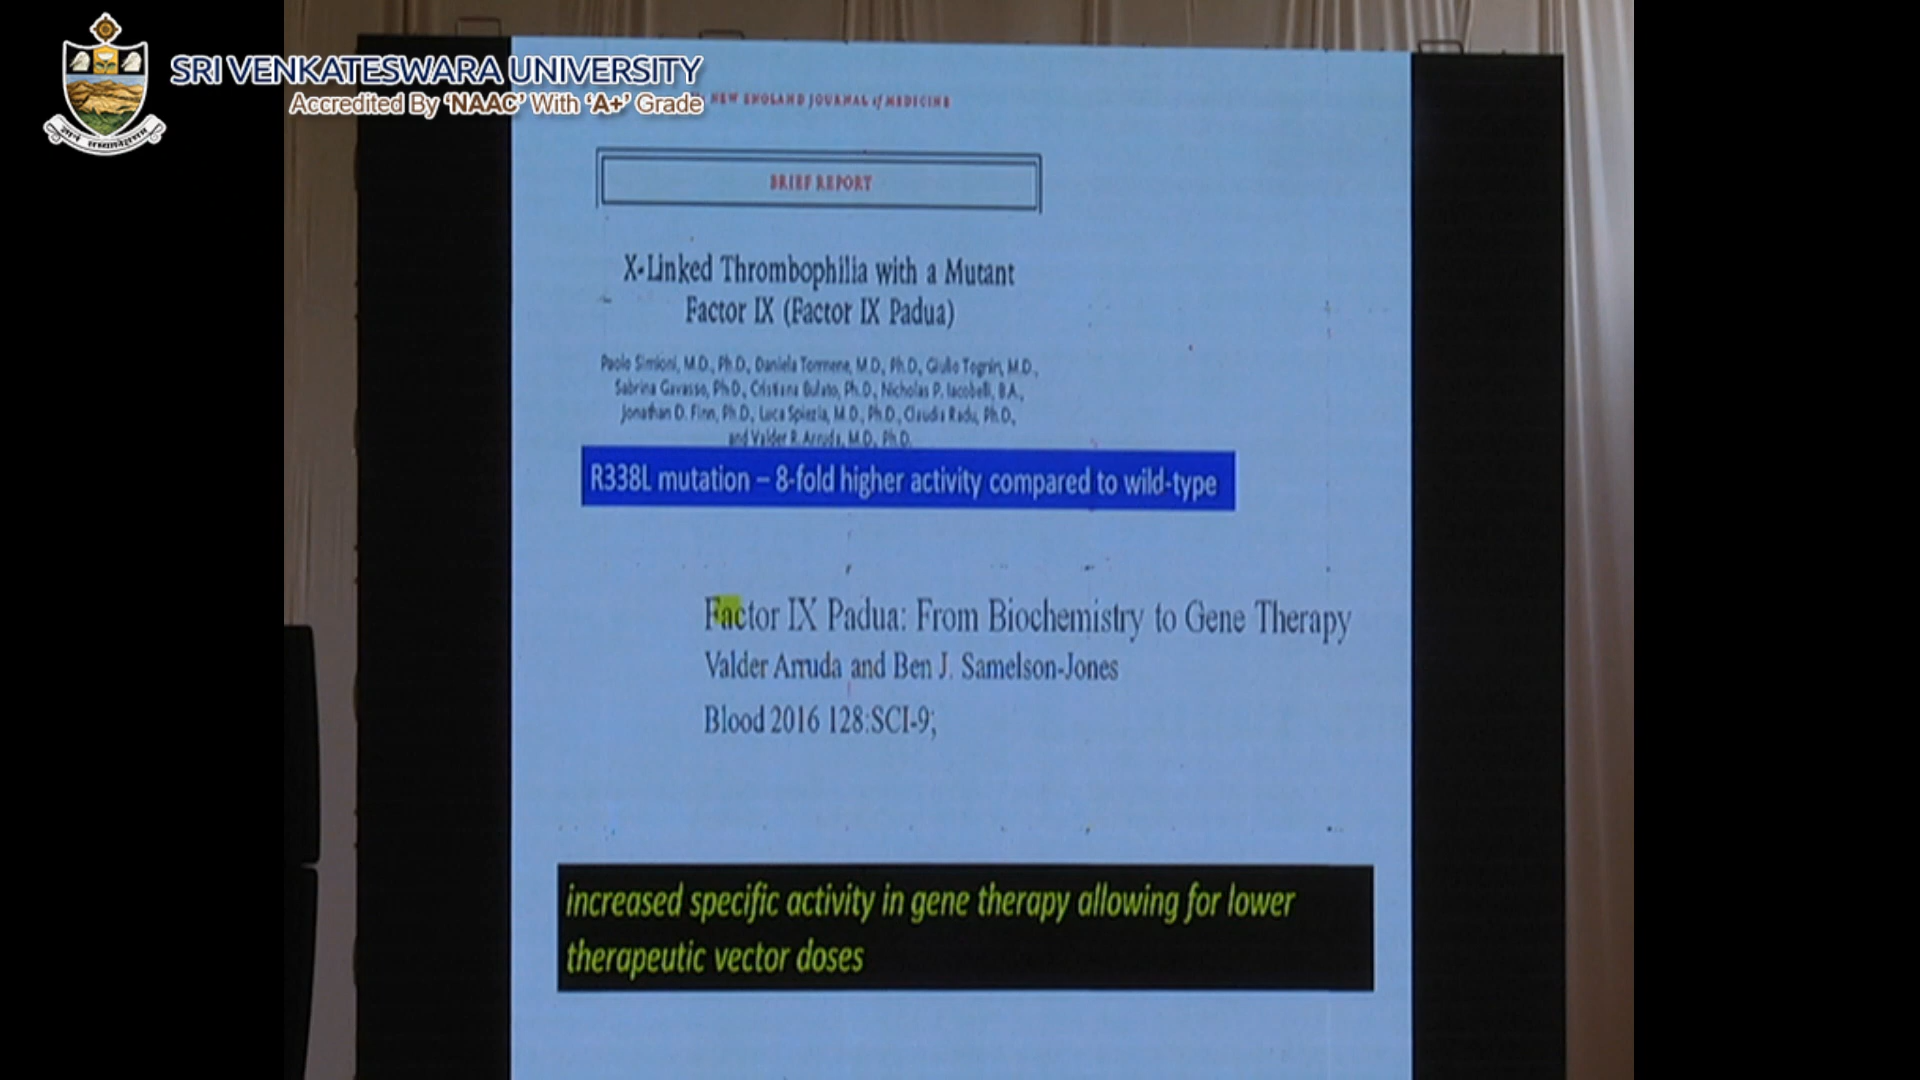 SRI VENKATESWARA UNIVERSITY
Accredited By 'NAAC' With 'A+' Grade
NEW ENGLAND JOURNAL of MEDICINE
BRIEF REPORT
X-Linked Thrombophilia with a Mutant
Factor IX (Factor IX Padua)
Paolo Simioni, M.D., Ph.D., Daniela Tormene, M.D., Ph.D., Giulio Tognin, M.D.,
Sabrina Gavasso, Ph.D., Cristiana Bulato, Ph.D., Nicholas P. Iacobelli, B.A.,
Jonathan D. Finn, Ph.D., Luca Spiezia, M.D., Ph.D., Claudia Radu, Ph.D.,
and Valder R. Arruda, M.D., Ph.D.
R338L mutation – 8-fold higher activity compared to wild-type
Factor IX Padua: From Biochemistry to Gene Therapy
Valder Arruda and Ben J. Samelson-Jones
Blood 2016 128:SCI-9;
increased specific activity in gene therapy allowing for lower
therapeutic vector doses